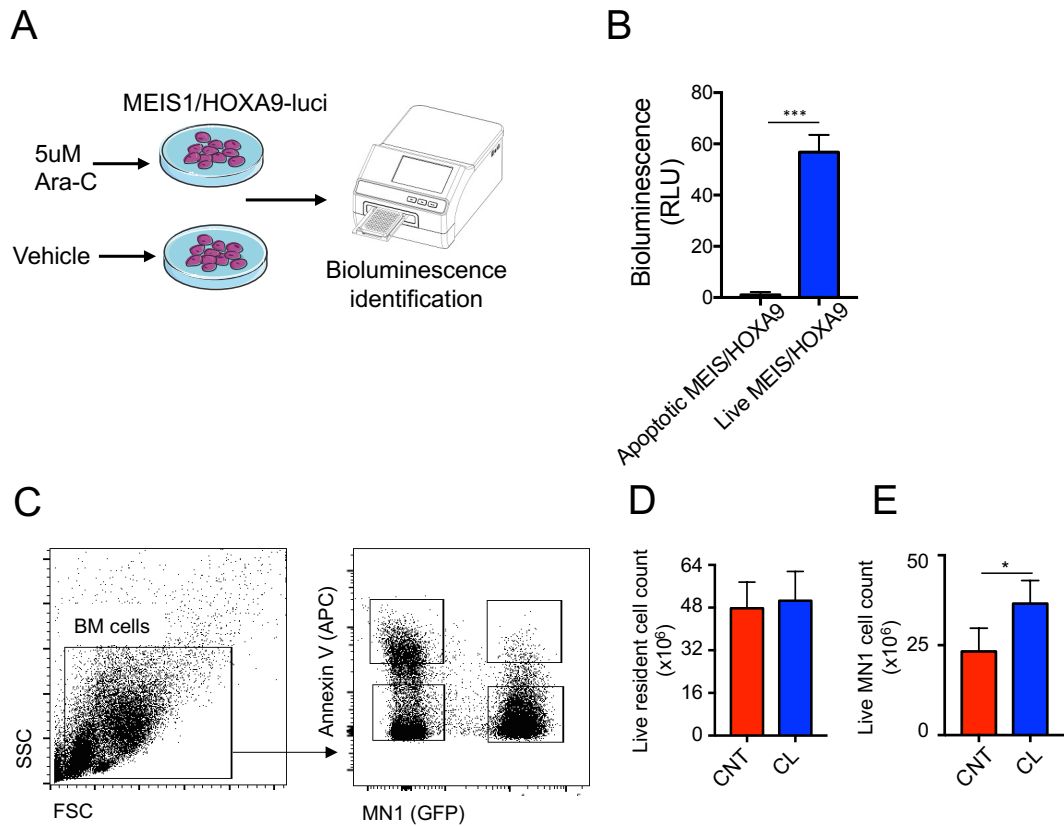 A
MEIS1/HOXA9-luci
5uM
Ara-C
Vehicle
Bioluminescence
identification
B
Bioluminescence
(RLU)
80
60
40
20
0
***
Apoptotic MEIS/HOXA9
Live MEIS/HOXA9
C
BM cells
SSC
FSC
Annexin V (APC)
MN1 (GFP)
D
Live resident cell count
(x10⁶)
64
48
32
16
0
CNT
CL
E
Live MN1 cell count
(x10⁶)
50
25
0
*
CNT
CL